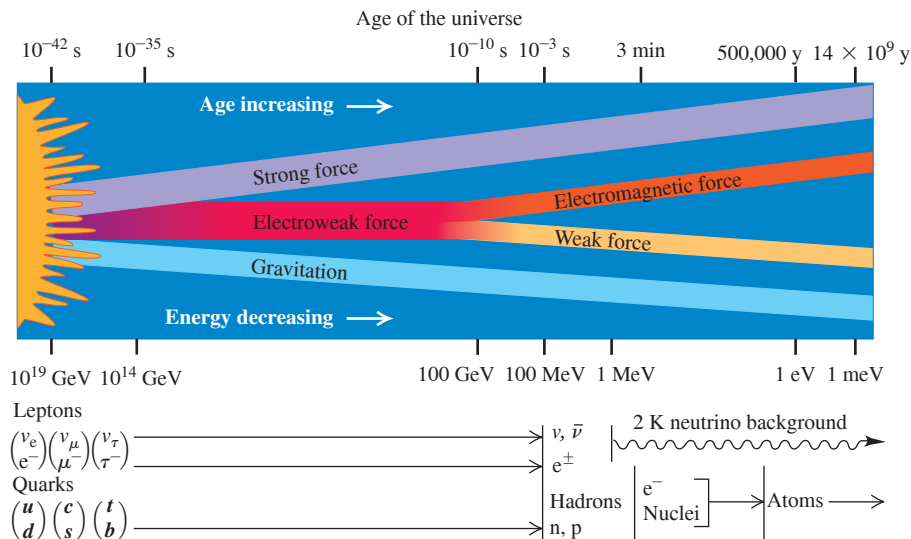 Age of the universe
10⁻⁴² s 10⁻³⁵ s 10⁻¹⁰ s 10⁻³ s 3 min 500,000 y 14 × 10⁹ y
Age increasing
Strong force
Electromagnetic force
Electroweak force
Weak force
Gravitation
Energy decreasing
10¹⁹ GeV 10¹⁴ GeV 100 GeV 100 MeV 1 MeV 1 eV 1 meV
Leptons
2 K neutrino background
(νₑ e⁻) (ν_μ μ⁻) (ν_τ τ⁻)
ν, ν̄
e±
Quarks
(u d) (c s) (t b)
Hadrons
n, p
e⁻
Nuclei
Atoms